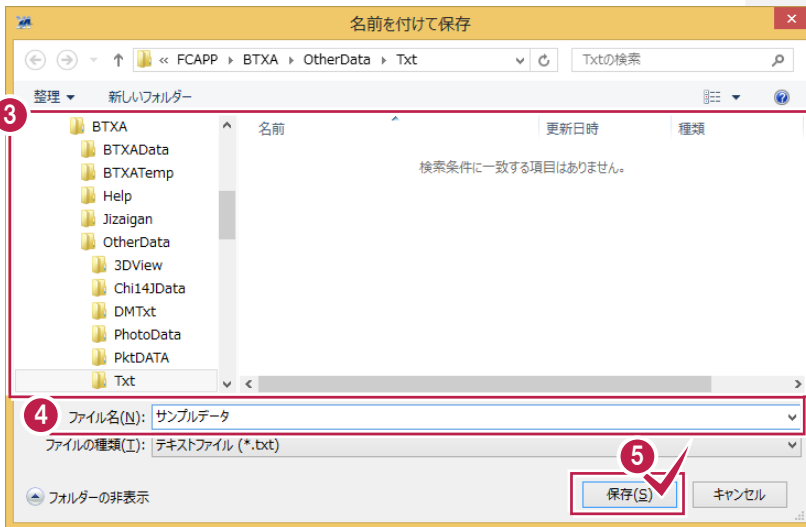 名前を付けて保存
« FCAPP ▸ BTXA ▸ OtherData ▸ Txt
Txtの検索
整理 ▼ 新しいフォルダー
3
BTXA
BTXAData
BTXATemp
Help
Jizaigan
OtherData
3DView
Chi14JData
DMTxt
PhotoData
PktDATA
Txt
名前 更新日時 種類
検索条件に一致する項目はありません。
4 ファイル名(N): サンプルデータ
ファイルの種類(T): テキストファイル (*.txt)
5
フォルダーの非表示 保存(S) キャンセル